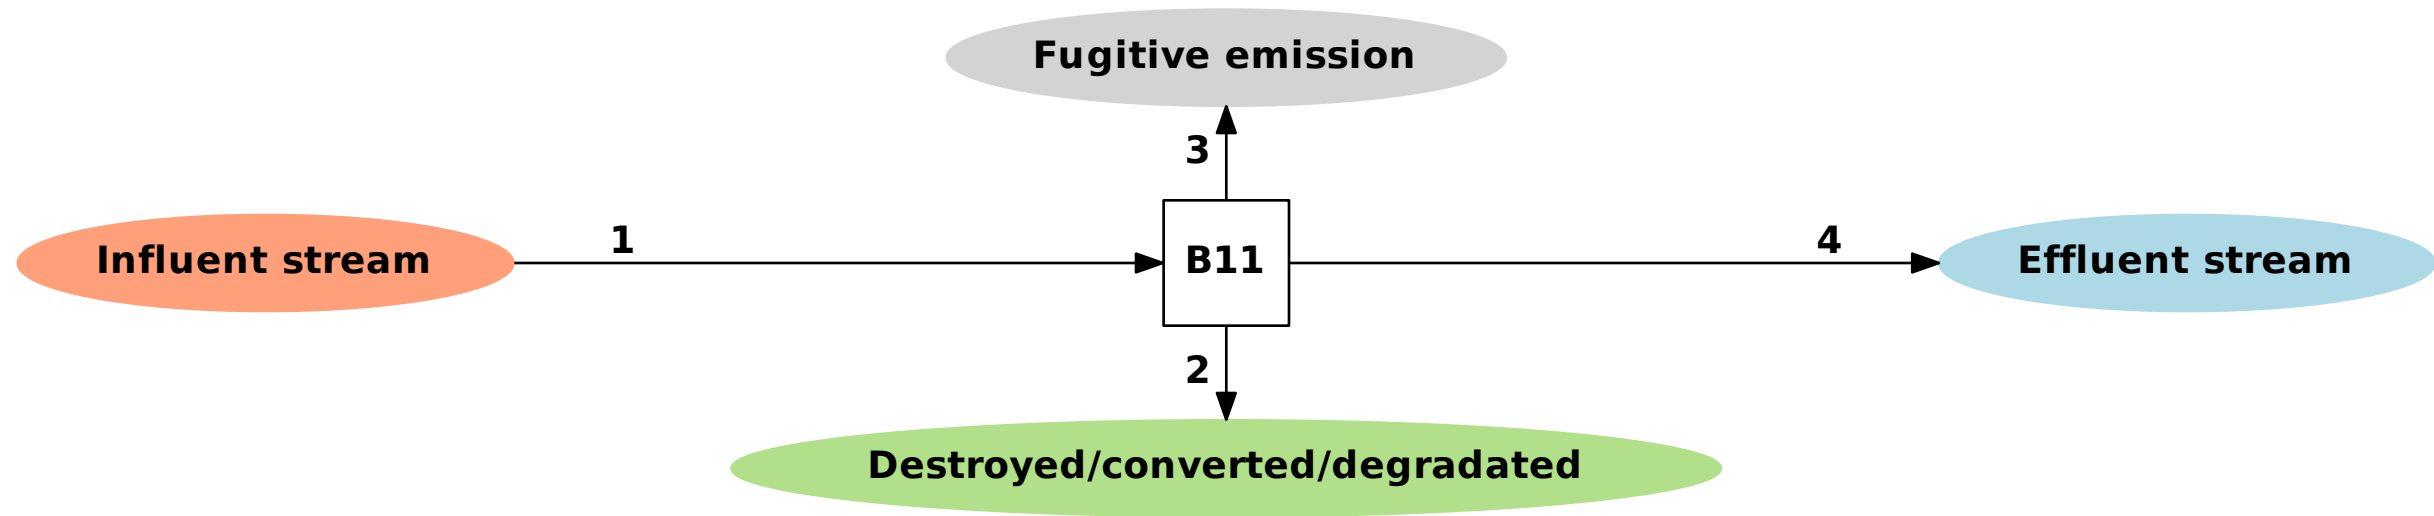 Fugitive emission
3
Influent stream
1
B11
4
Effluent stream
2
Destroyed/converted/degradated